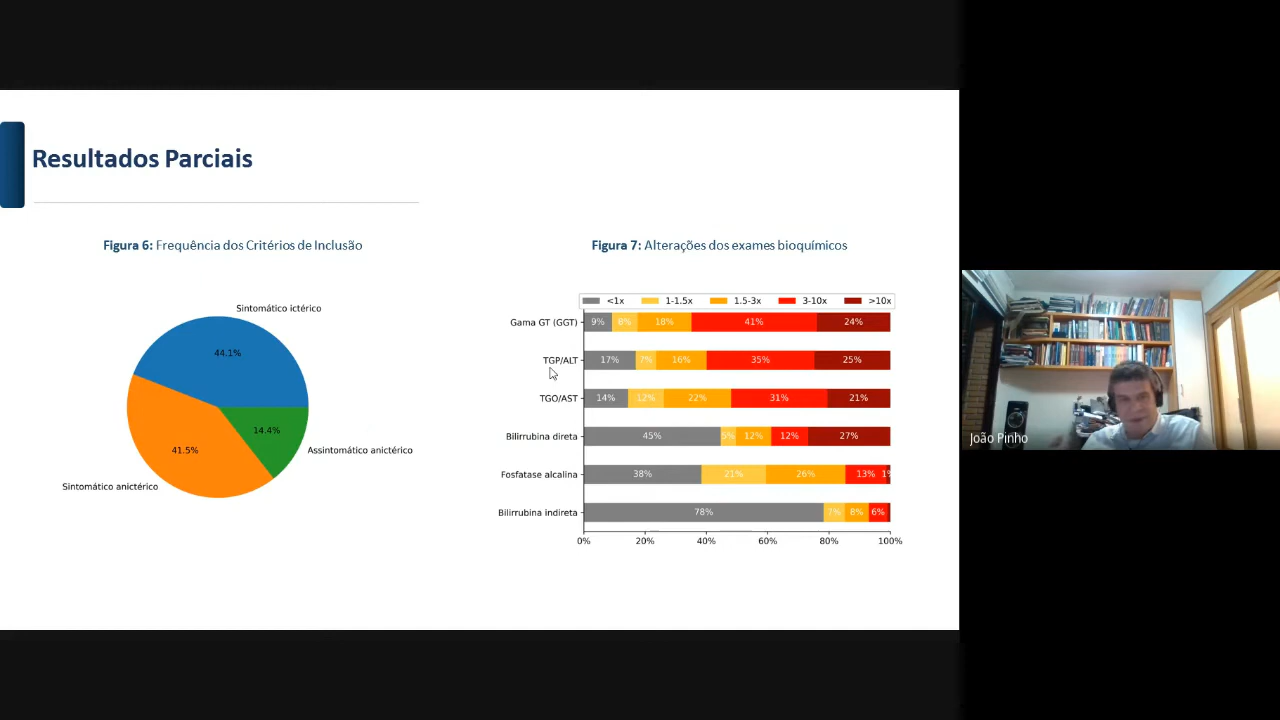 Resultados Parciais
Figura 6: Frequência dos Critérios de Inclusão
Sintomático ictérico
44.1%
14.4%
41.5%
Assintomático anictérico
Sintomático anictérico
Figura 7: Alterações dos exames bioquímicos
<1x 1-1.5x 1.5-3x 3-10x >10x
Gama GT (GGT) 9% 8% 18% 41% 24%
TGP/ALT 17% 7% 16% 35% 25%
TGO/AST 14% 12% 22% 31% 21%
Bilirrubina direta 45% 5% 12% 12% 27%
Fosfatase alcalina 38% 21% 26% 13% 1%
Bilirrubina indireta 78% 7% 8% 6%
0% 20% 40% 60% 80% 100%
João Pinho